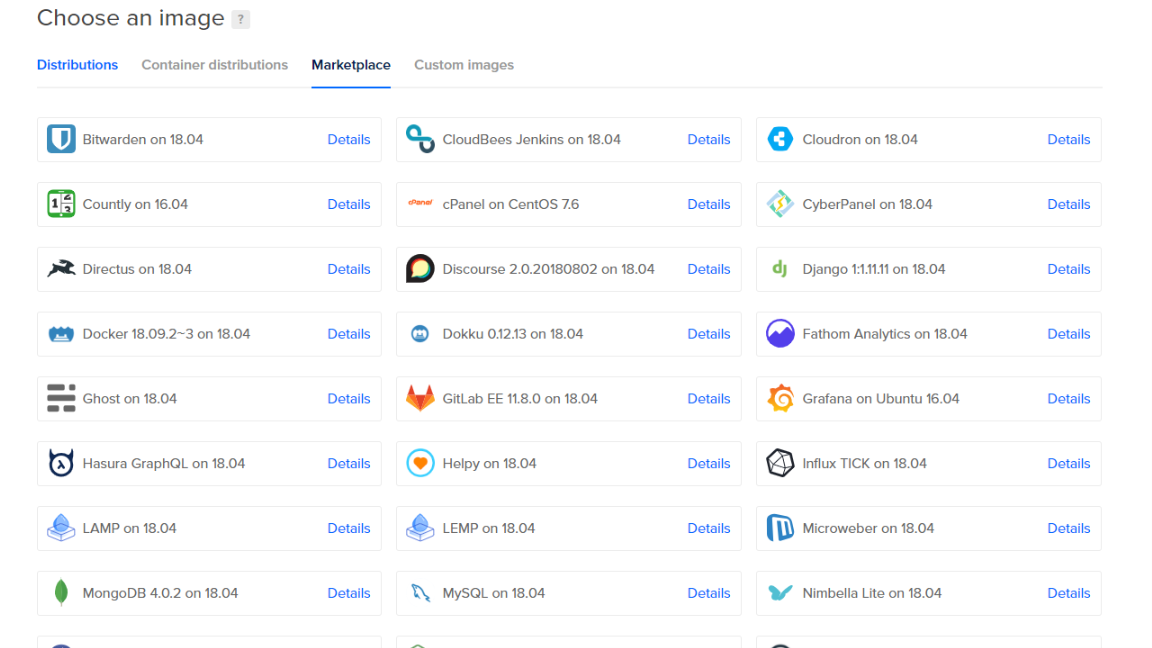 Choose an image ?
Distributions Container distributions Marketplace Custom images
Bitwarden on 18.04 Details CloudBees Jenkins on 18.04 Details Cloudron on 18.04 Details
Countly on 16.04 Details cPanel cPanel on CentOS 7.6 Details CyberPanel on 18.04 Details
Directus on 18.04 Details Discourse 2.0.20180802 on 18.04 Details dj Django 1:1.11.11 on 18.04 Details
Docker 18.09.2~3 on 18.04 Details Dokku 0.12.13 on 18.04 Details Fathom Analytics on 18.04 Details
Ghost on 18.04 Details GitLab EE 11.8.0 on 18.04 Details Grafana on Ubuntu 16.04 Details
Hasura GraphQL on 18.04 Details Helpy on 18.04 Details Influx TICK on 18.04 Details
LAMP on 18.04 Details LEMP on 18.04 Details Microweber on 18.04 Details
MongoDB 4.0.2 on 18.04 Details MySQL on 18.04 Details Nimbella Lite on 18.04 Details